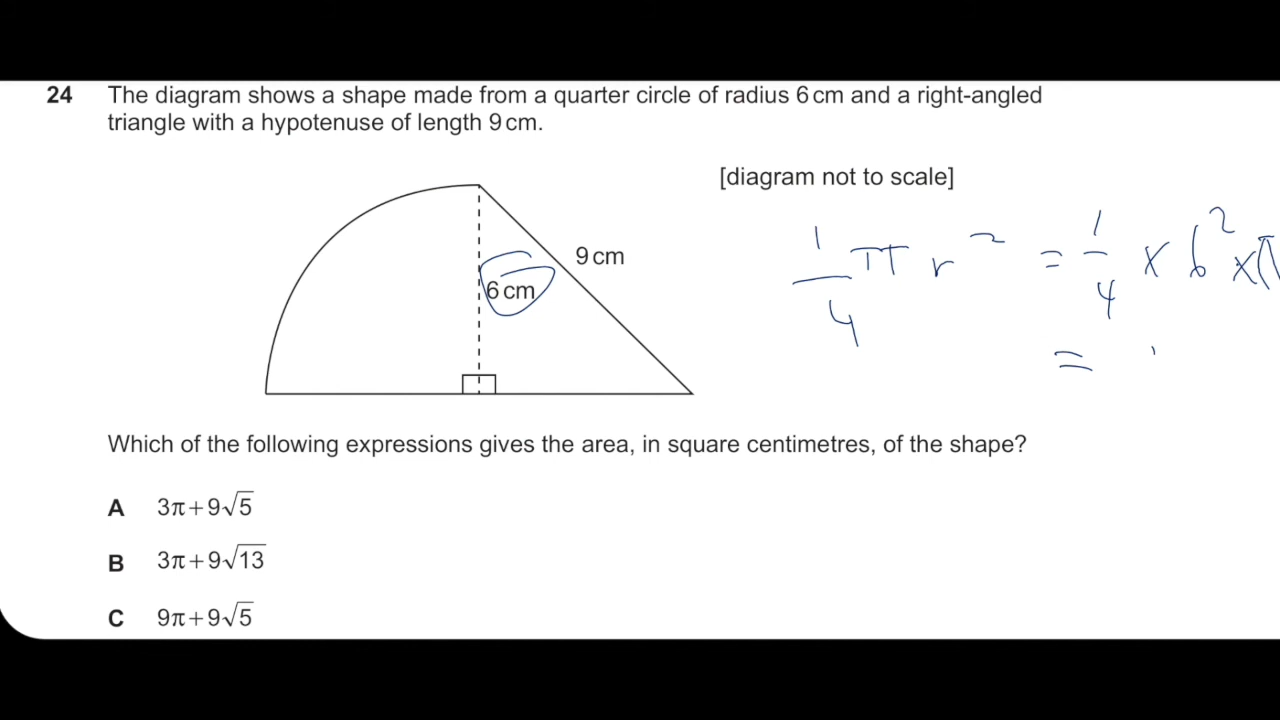 24 The diagram shows a shape made from a quarter circle of radius 6 cm and a right-angled
triangle with a hypotenuse of length 9 cm.
[diagram not to scale]
9 cm
6 cm
1/4 π r² = 1/4 × 6² × π
=
Which of the following expressions gives the area, in square centimetres, of the shape?
A 3π + 9√5
B 3π + 9√13
C 9π + 9√5